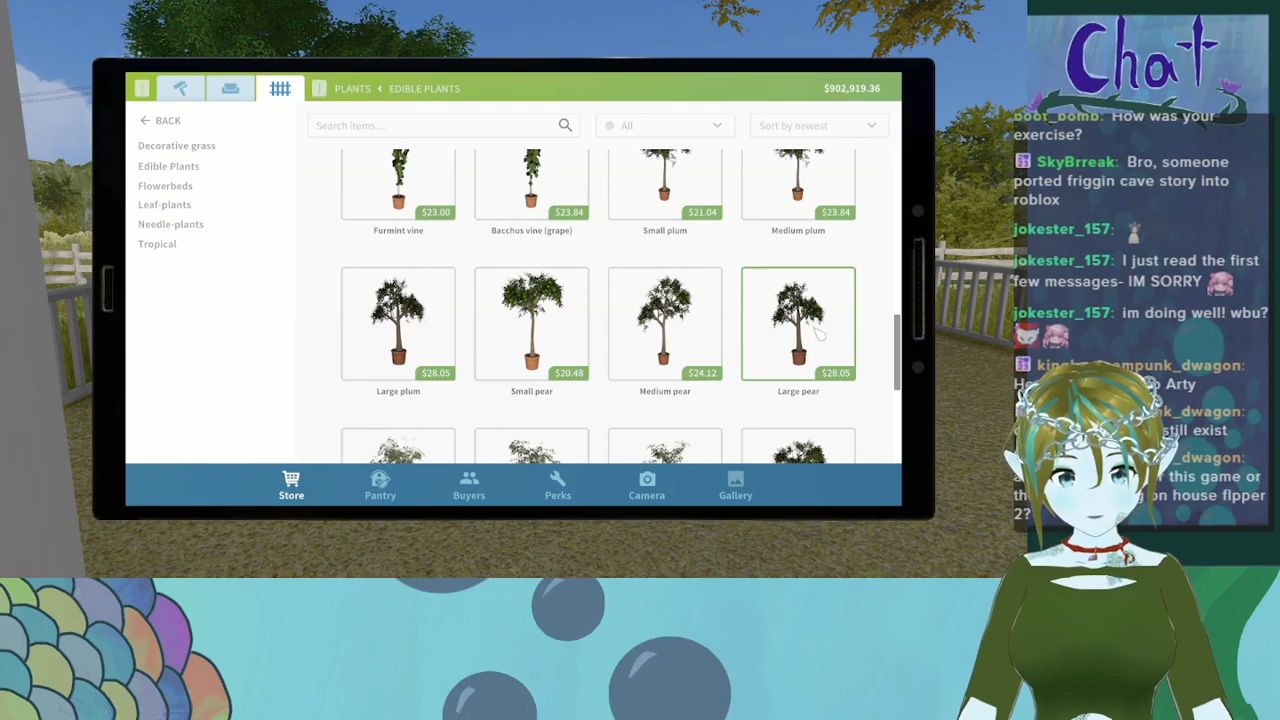 PLANTS < EDIBLE PLANTS
$902,919.36
BACK
Search items...
All
Sort by newest
Decorative grass
Edible Plants
Flowerbeds
Leaf-plants
Needle-plants
Tropical
$23.00
$23.84
$21.04
$23.84
Furmint vine
Bacchus vine (grape)
Small plum
Medium plum
$28.05
$20.48
$24.12
$28.05
Large plum
Small pear
Medium pear
Large pear
Store
Pantry
Buyers
Perks
Camera
Gallery
Chat
boot_bomb: How was your
exercise?
SkyBrreak: Bro, someone
ported friggin cave story into
roblox
jokester_157:
jokester_157: I just read the first
few messages- IM SORRY
jokester_157: im doing well! wbu?
ampunk_dwagon:
Arty
nk_dwagon:
still exist
_dwagon:
this game or
on house flpper
2?